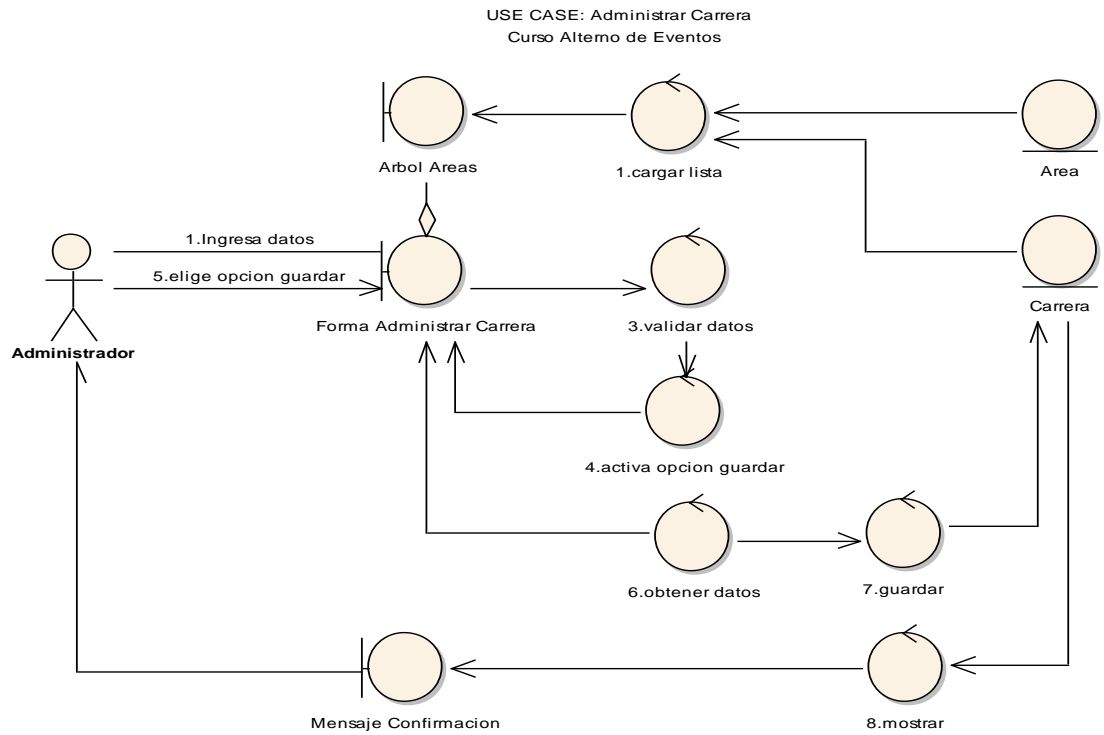 USE CASE: Administrar Carrera
Curso Alterno de Eventos
Arbol Areas
1.cargar lista
Area
1.Ingresa datos
5.elige opcion guardar
Administrador
Forma Administrar Carrera
3.validar datos
Carrera
4.activa opcion guardar
6.obtener datos
7.guardar
Mensaje Confirmacion
8.mostrar